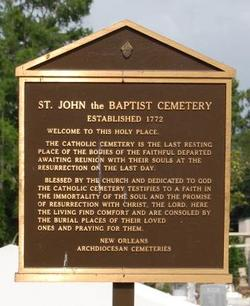 ST. JOHN the BAPTIST CEMETERY
ESTABLISHED 1772
WELCOME TO THIS HOLY PLACE.
THE CATHOLIC CEMETERY IS THE LAST RESTING
PLACE OF THE BODIES OF THE FAITHFUL DEPARTED
AWAITING REUNION WITH THEIR SOULS AT THE
RESURRECTION ON THE LAST DAY.
BLESSED BY THE CHURCH AND DEDICATED TO GOD
THE CATHOLIC CEMETERY TESTIFIES TO A FAITH IN
THE IMMORTALITY OF THE SOUL AND THE PROMISE
OF RESURRECTION WITH CHRIST, THE LORD. HERE
THE LIVING FIND COMFORT AND ARE CONSOLED BY
THE BURIAL PLACES OF THEIR LOVED
ONES AND PRAYING FOR THEM.
NEW ORLEANS
ARCHDIOCESAN CEMETERIES